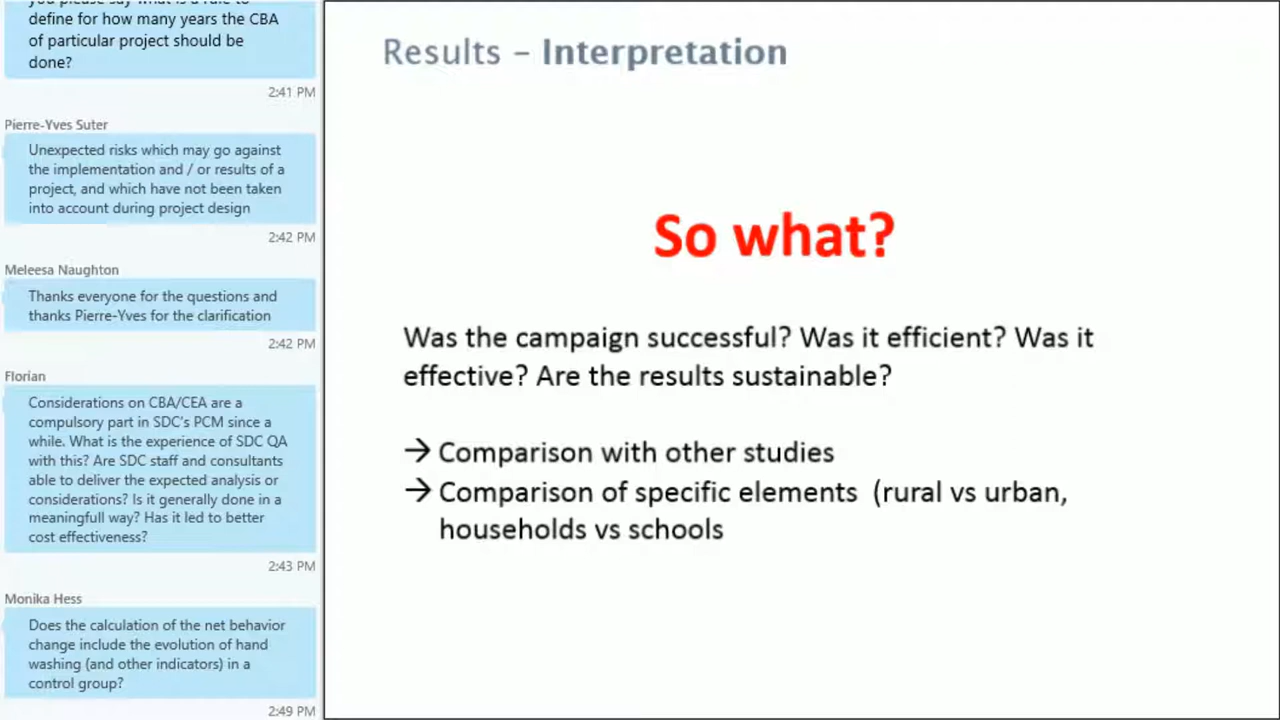 you please say what is a rule to
define for how many years the CBA
of particular project should be
done?
2:41 PM
Pierre-Yves Suter
Unexpected risks which may go against
the implementation and / or results of a
project, and which have not been taken
into account during project design
2:42 PM
Meleesa Naughton
Thanks everyone for the questions and
thanks Pierre-Yves for the clarification
2:42 PM
Florian
Considerations on CBA/CEA are a
compulsory part in SDC's PCM since a
while. What is the experience of SDC QA
with this? Are SDC staff and consultants
able to deliver the expected analysis or
considerations? Is it generally done in a
meaningfull way? Has it led to better
cost effectiveness?
2:43 PM
Monika Hess
Does the calculation of the net behavior
change include the evolution of hand
washing (and other indicators) in a
control group?
2:49 PM
Results – Interpretation
So what?
Was the campaign successful? Was it efficient? Was it
effective? Are the results sustainable?
→ Comparison with other studies
→ Comparison of specific elements (rural vs urban,
households vs schools